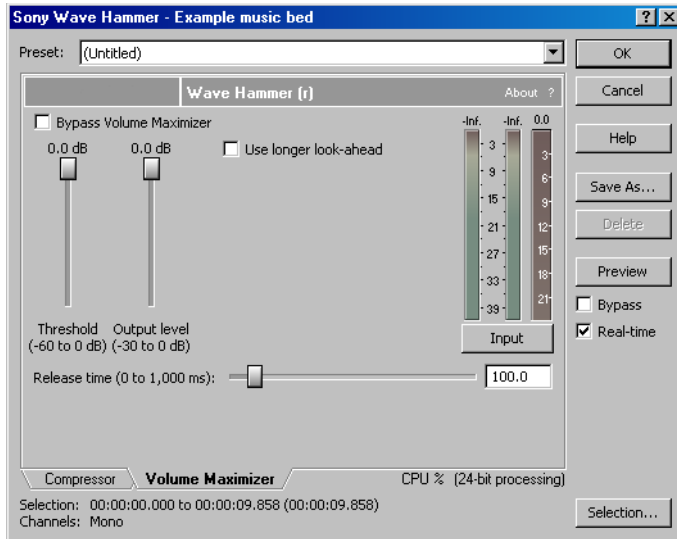 Sony Wave Hammer - Example music bed
Preset: (Untitled)
OK
Cancel
Help
Save As...
Delete
Preview
Bypass
Real-time
Selection...
Wave Hammer (r) About ?
Bypass Volume Maximizer
0.0 dB 0.0 dB
Use longer look-ahead
Threshold Output level
(-60 to 0 dB) (-30 to 0 dB)
-Inf. -Inf. 0.0
- 3 -
- 9 -
- 15 -
- 21 -
- 27 -
- 33 -
- 39 -
3-
6-
9-
12-
15-
18-
21-
Input
Release time (0 to 1,000 ms): 100.0
Compressor Volume Maximizer CPU % (24-bit processing)
Selection: 00:00:00.000 to 00:00:09.858 (00:00:09.858)
Channels: Mono